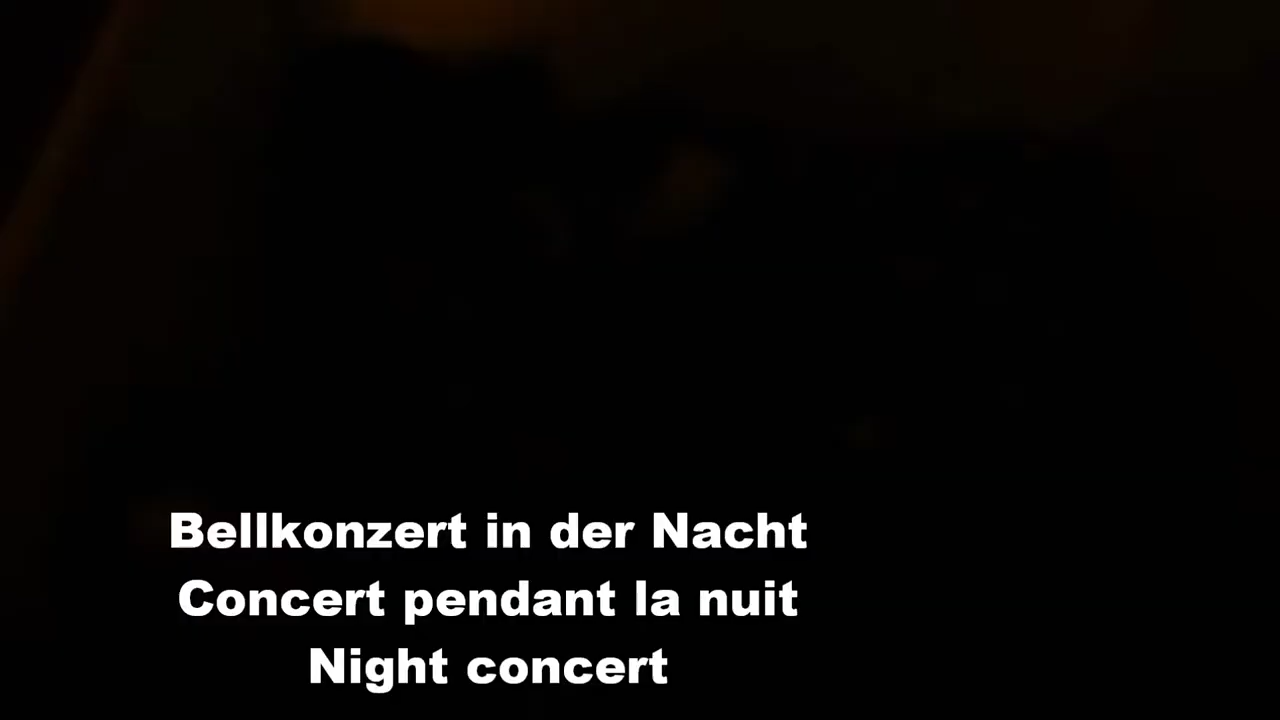 Bellkonzert in der Nacht
Concert pendant la nuit
Night concert